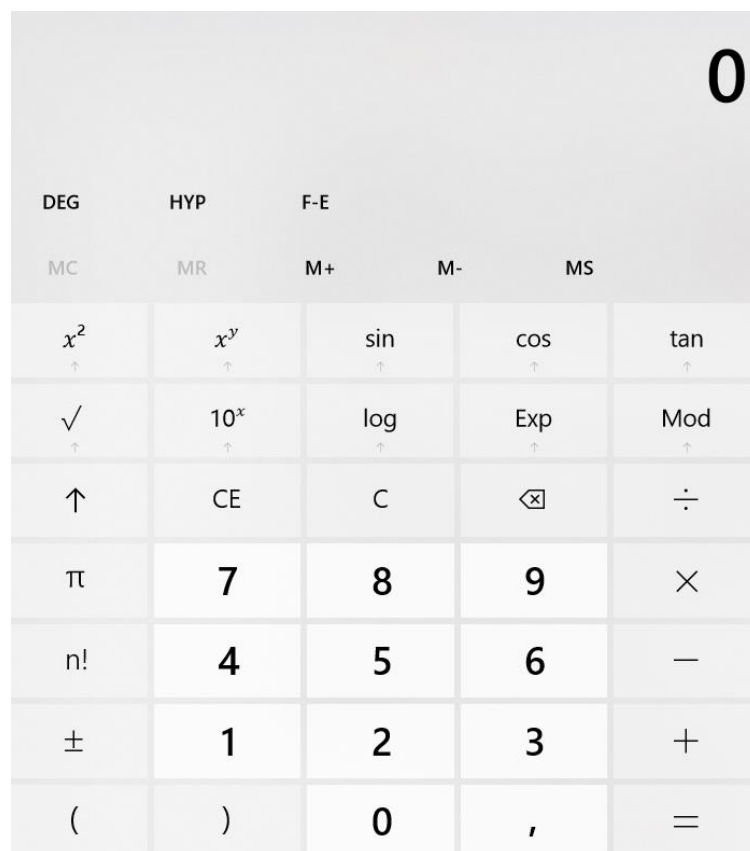 0
DEG HYP F-E
MC MR M+ M- MS
x² xʸ sin cos tan
↑ ↑ ↑ ↑ ↑
√ 10ˣ log Exp Mod
↑ ↑ ↑ ↑ ↑
↑ CE C ⌫ ÷
π 7 8 9 ×
n! 4 5 6 −
± 1 2 3 +
( ) 0 , =